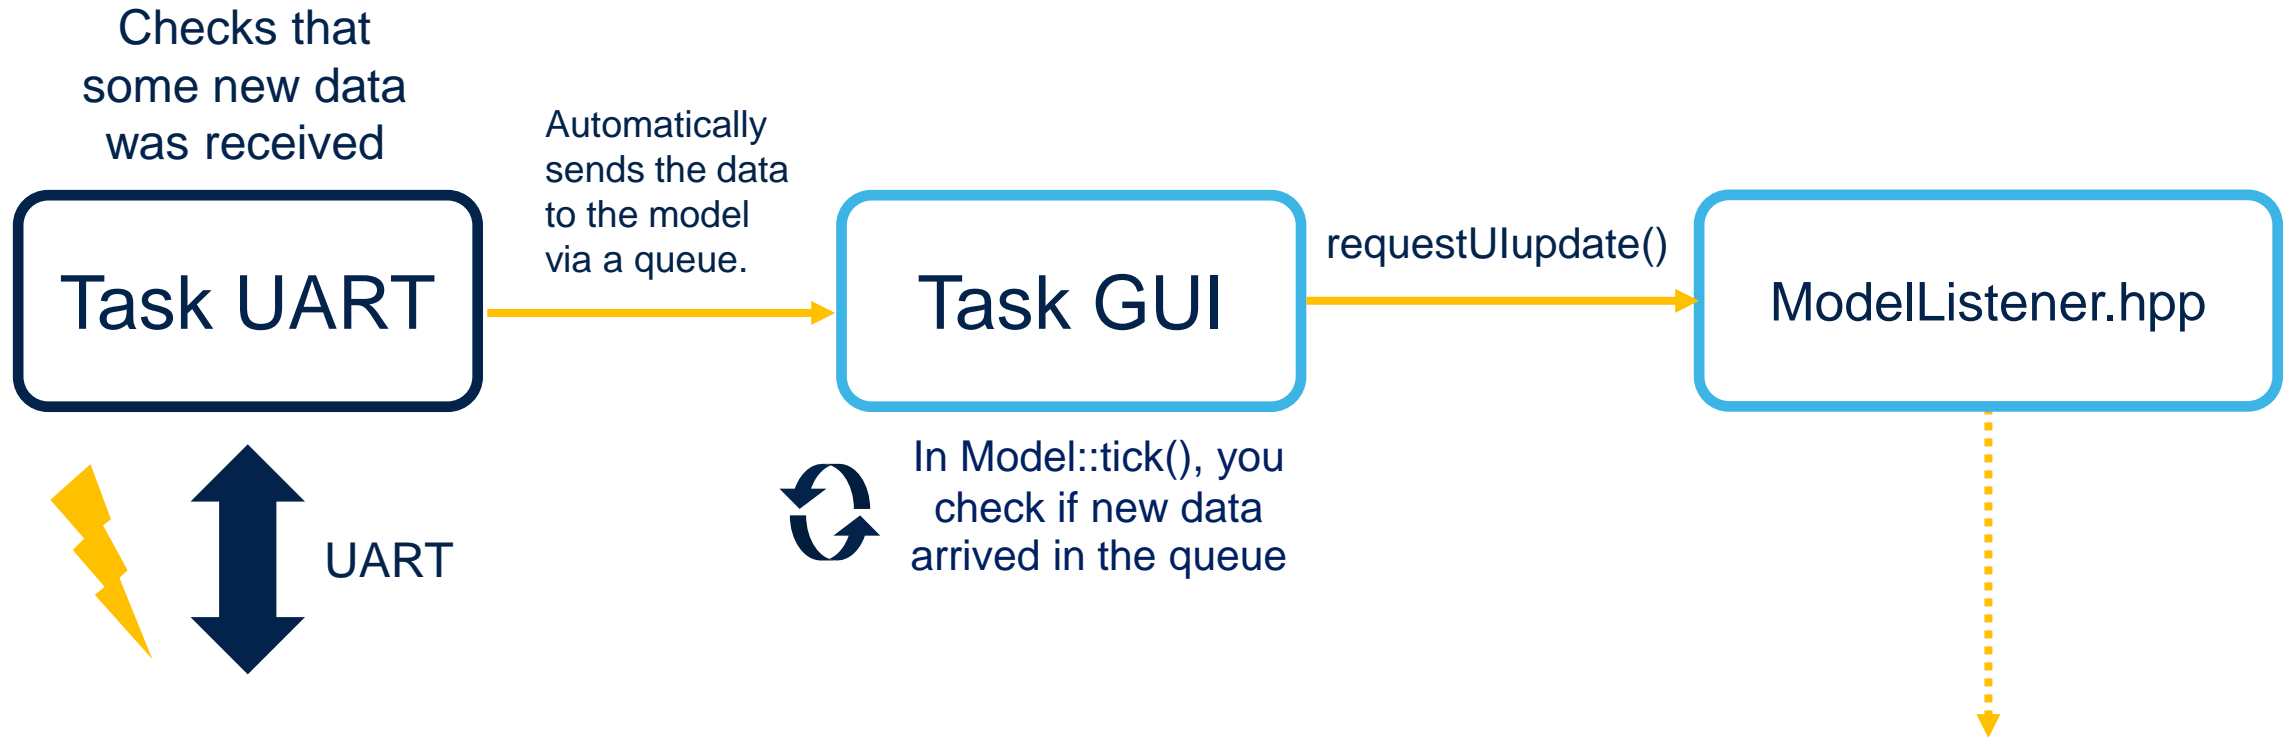 Checks that
some new data
was received
Automatically
sends the data
to the model
via a queue.
Task UART
Task GUI
requestUIupdate()
ModelListener.hpp
In Model::tick(), you
check if new data
arrived in the queue
UART